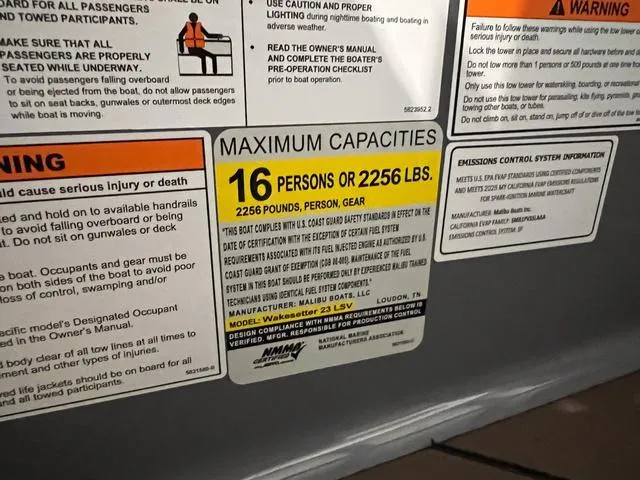 ARD FOR ALL PASSENGERS
AND TOWED PARTICIPANTS.
MAKE SURE THAT ALL
PASSENGERS ARE PROPERLY
SEATED WHILE UNDERWAY.
To avoid passengers falling overboard
or being ejected from the boat, do not allow passengers
to sit on seat backs, gunwales or outermost deck edges
while boat is moving.
USE CAUTION AND PROPER
LIGHTING during nighttime boating and boating in
adverse weather.
• READ THE OWNER'S MANUAL
AND COMPLETE THE BOATER'S
PRE-OPERATION CHECKLIST
prior to boat operation.
5823952.2
WARNING
Failure to follow these warnings while using the tow tower c
serious injury or death.
Lock the tower in place and secure all hardware before and
Do not tow more than 1 persons or 500 pounds at one time from
tower.
Only use this tow tower for waterskiing, boarding, or recreational
Do not use this tow tower for parasailing, kite flying, pyramids,
towing other boats, or tubes.
Do not climb on, sit on, stand on, jump off of or dive off of the tow
NING
uld cause serious injury or death
ted and hold on to available handrails
to avoid falling overboard or being
t. Do not sit on gunwales or deck
e boat. Occupants and gear must be
on both sides of the boat to avoid poor
loss of control, swamping and/or
ecific model's Designated Occupant
ed in the Owner's Manual.
d body clear of all tow lines at all times to
ment and other types of injuries.
red life jackets should be on board for all
and all towed participants.
5831580-B
MAXIMUM CAPACITIES
16 PERSONS OR 2256 LBS.
2256 POUNDS, PERSON, GEAR
"THIS BOAT COMPLIES WITH U.S. COAST GUARD SAFETY STANDARDS IN EFFECT ON THE
DATE OF CERTIFICATION WITH THE EXCEPTION OF CERTAIN FUEL SYSTEM
REQUIREMENTS ASSOCIATED WITH ITS FUEL INJECTED ENGINE AS AUTHORIZED BY U.S.
COAST GUARD GRANT OF EXEMPTION MAINTENANCE OF THE FUEL
SYSTEM IN THIS BOAT SHOULD BE PERFORMED ONLY BY EXPERIENCED MALIBU TRAINED
TECHNICIANS USING IDENTICAL FUEL SYSTEM COMPONENTS."
MANUFACTURER: MALIBU BOATS, LLC LOUDON, TN
MODEL: Wakesetter 23 LSV
DESIGN COMPLIANCE WITH NMMA REQUIREMENTS BELOW IS
VERIFIED. MFGR. RESPONSIBLE FOR PRODUCTION CONTROL
NMMA
CERTIFIED
NATIONAL MARINE
MANUFACTURERS ASSOCIATION
EMISSIONS CONTROL SYSTEM INFORMATION
MEETS U.S. EPA EVAP STANDARDS USING CERTIFIED COMPONENTS
AND MEETS 2025 MY CALIFORNIA EVAP EMISSIONS REGULATIONS
FOR SPARK-IGNITION MARINE WATERCRAFT
MANUFACTURER: Malibu Boats Inc.
CALIFORNIA EVAP FAMILY:
EMISSIONS CONTROL SYSTEM: SF